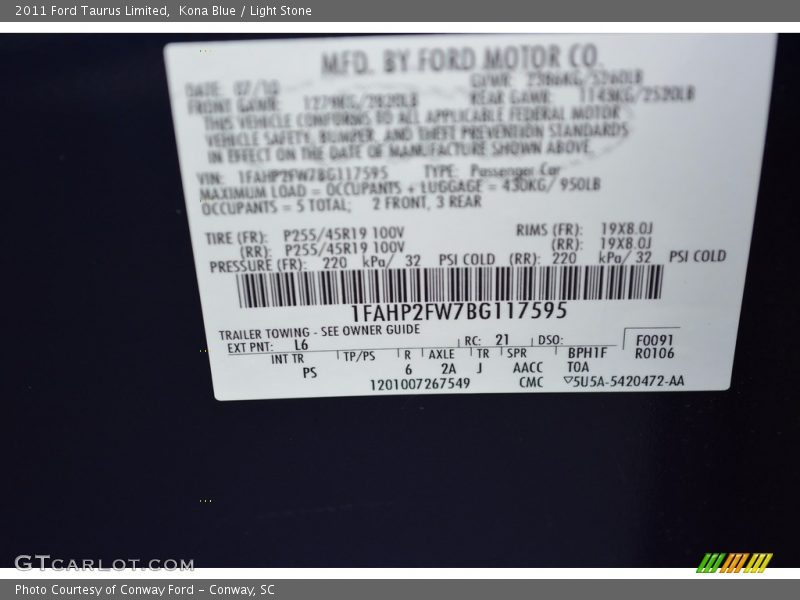 2011 Ford Taurus Limited,  Kona Blue / Light Stone
MFD. BY FORD MOTOR CO.
DATE: 07/10 GVWR: 2386KG/5260LB
FRONT GAWR: 1279KG/2820LB REAR GAWR: 1143KG/2520LB
THIS VEHICLE CONFORMS TO ALL APPLICABLE FEDERAL MOTOR
VEHICLE SAFETY, BUMPER, AND THEFT PREVENTION STANDARDS
IN EFFECT ON THE DATE OF MANUFACTURE SHOWN ABOVE.
VIN: 1FAHP2FW7BG117595 TYPE: Passenger Car
MAXIMUM LOAD = OCCUPANTS + LUGGAGE = 430KG/ 950LB
OCCUPANTS = 5 TOTAL; 2 FRONT, 3 REAR
TIRE (FR): P255/45R19 100V RIMS (FR): 19X8.0J
(RR): P255/45R19 100V (RR): 19X8.0J
PRESSURE (FR): 220 kPa/ 32 PSI COLD (RR): 220 kPa/ 32 PSI COLD
1FAHP2FW7BG117595
TRAILER TOWING - SEE OWNER GUIDE
EXT PNT: L6 RC: 21 DSO: F0091
INT TR TP/PS R AXLE TR SPR BPH1F R0106
PS 6 2A J AACC TOA
1201007267549 CMC ▽5U5A-5420472-AA
GTCARLOT.COM
Photo Courtesy of Conway Ford - Conway, SC